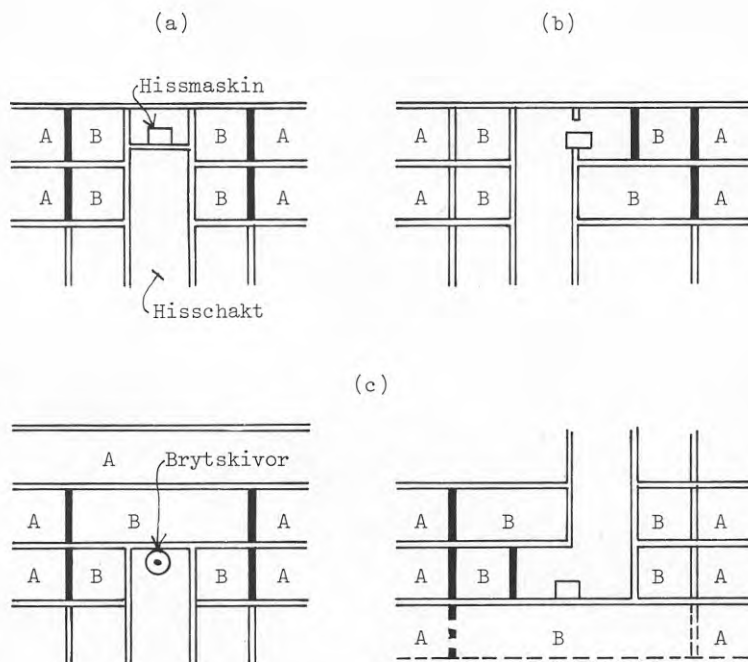 (a) (b)
Hissmaskin
A B B A A B A
A B B A A B A
Hisschakt
(c)
A Brytskivor
A B A A B B A
A B B A A B B A
A B A